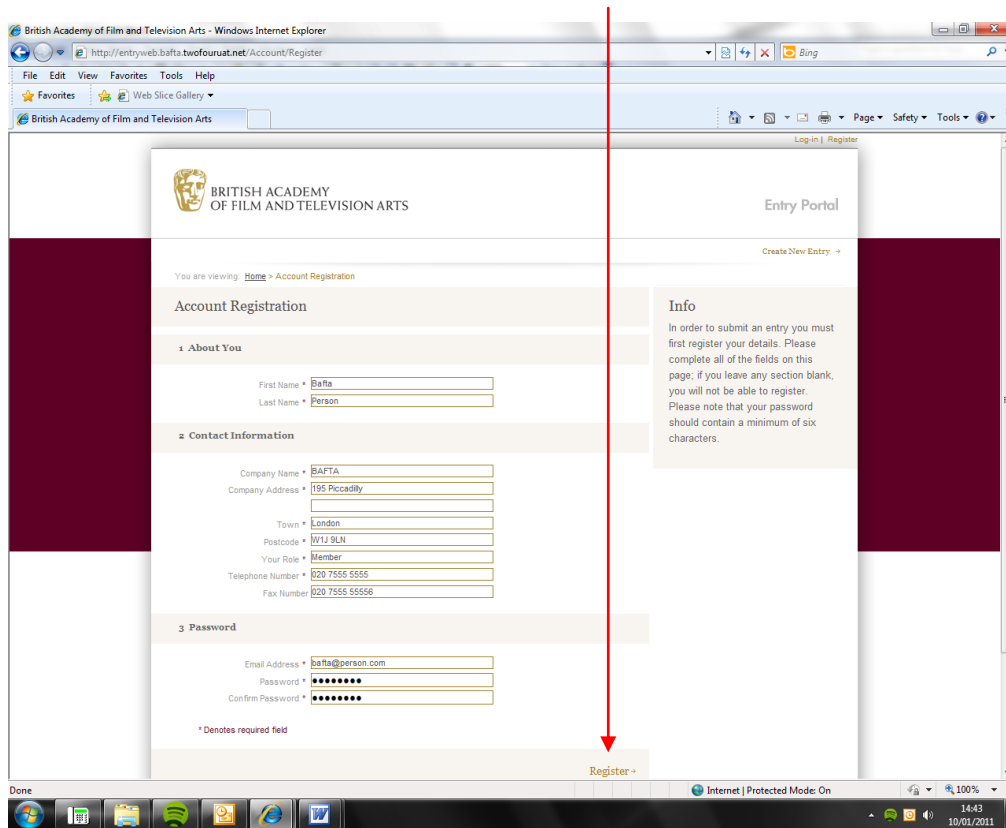 British Academy of Film and Television Arts - Windows Internet Explorer
http://entryweb.bafta.twofouruat.net/Account/Register
Bing
File Edit View Favorites Tools Help
Favorites Web Slice Gallery
British Academy of Film and Television Arts
Page Safety Tools
Log-in | Register
BRITISH ACADEMY
OF FILM AND TELEVISION ARTS
Entry Portal
Create New Entry →
You are viewing: Home > Account Registration
Account Registration
1 About You
First Name * Bafta
Last Name * Person
2 Contact Information
Company Name * BAFTA
Company Address * 195 Piccadilly
Town * London
Postcode * W1J 9LN
Your Role * Member
Telephone Number * 020 7555 5555
Fax Number 020 7555 55556
3 Password
Email Address * bafta@person.com
Password * ●●●●●●●●
Confirm Password * ●●●●●●●●
* Denotes required field
Register →
Info
In order to submit an entry you must
first register your details. Please
complete all of the fields on this
page; if you leave any section blank,
you will not be able to register.
Please note that your password
should contain a minimum of six
characters.
Done
Internet | Protected Mode: On
100%
14:43
10/01/2011